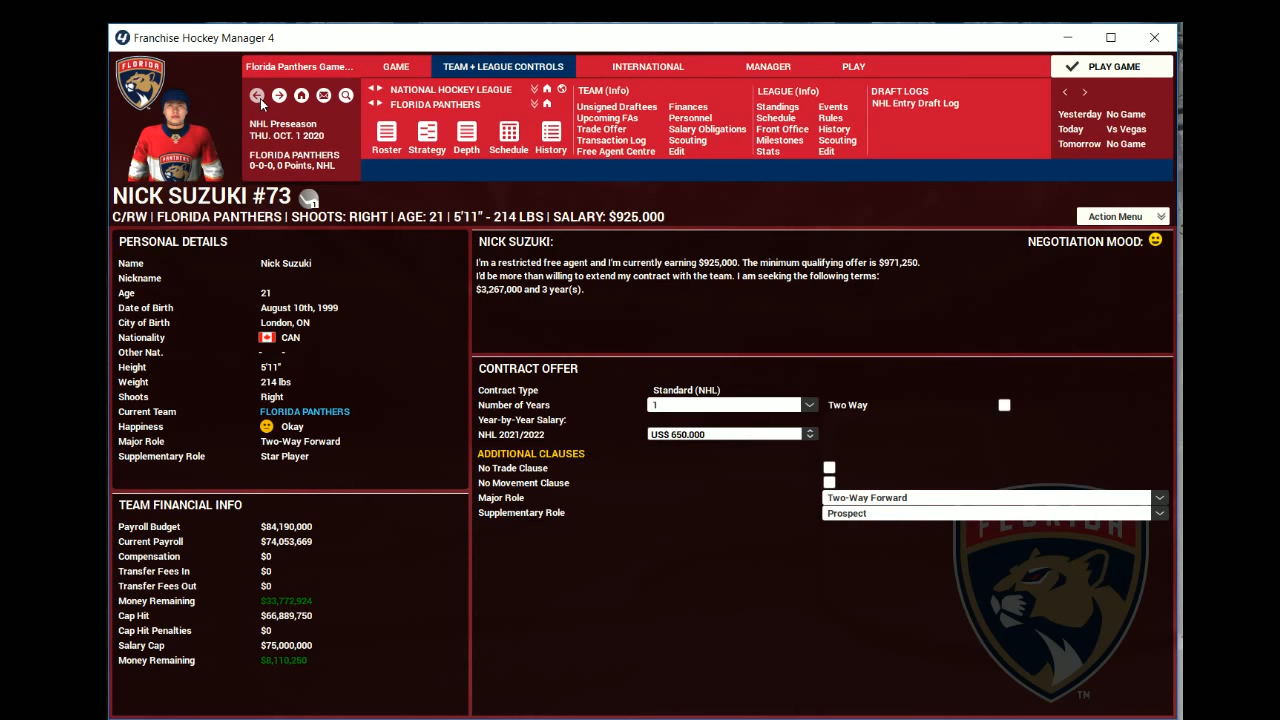 Franchise Hockey Manager 4
FLORIDA
PANTHERS
Florida Panthers Game...
GAME
TEAM + LEAGUE CONTROLS
INTERNATIONAL
MANAGER
PLAY
PLAY GAME
NHL Preseason
THU. OCT. 1 2020
FLORIDA PANTHERS
0-0-0, 0 Points, NHL
NATIONAL HOCKEY LEAGUE
FLORIDA PANTHERS
Roster Strategy Depth Schedule History
TEAM (Info)
Unsigned Draftees Finances
Upcoming FAs Personnel
Trade Offer Salary Obligations
Transaction Log Scouting
Free Agent Centre Edit
LEAGUE (Info)
Standings Events
Schedule Rules
Front Office History
Milestones Scouting
Stats Edit
DRAFT LOGS
NHL Entry Draft Log
Yesterday No Game
Today Vs Vegas
Tomorrow No Game
NICK SUZUKI #73
1
C/RW | FLORIDA PANTHERS | SHOOTS: RIGHT | AGE: 21 | 5'11" - 214 LBS | SALARY: $925,000
Action Menu
PERSONAL DETAILS
Name Nick Suzuki
Nickname
Age 21
Date of Birth August 10th, 1999
City of Birth London, ON
Nationality CAN
Other Nat. - -
Height 5'11"
Weight 214 lbs
Shoots Right
Current Team FLORIDA PANTHERS
Happiness Okay
Major Role Two-Way Forward
Supplementary Role Star Player
TEAM FINANCIAL INFO
Payroll Budget $84,190,000
Current Payroll $74,053,669
Compensation $0
Transfer Fees In $0
Transfer Fees Out $0
Money Remaining $33,772,924
Cap Hit $66,889,750
Cap Hit Penalties $0
Salary Cap $75,000,000
Money Remaining $8,110,250
NICK SUZUKI:
NEGOTIATION MOOD:
I'm a restricted free agent and I'm currently earning $925,000. The minimum qualifying offer is $971,250.
I'd be more than willing to extend my contract with the team. I am seeking the following terms:
$3,267,000 and 3 year(s).
CONTRACT OFFER
Contract Type Standard (NHL)
Number of Years 1 Two Way
Year-by-Year Salary:
NHL 2021/2022 US$ 650.000
ADDITIONAL CLAUSES
No Trade Clause
No Movement Clause
Major Role Two-Way Forward
Supplementary Role Prospect
FLORIDA
TM